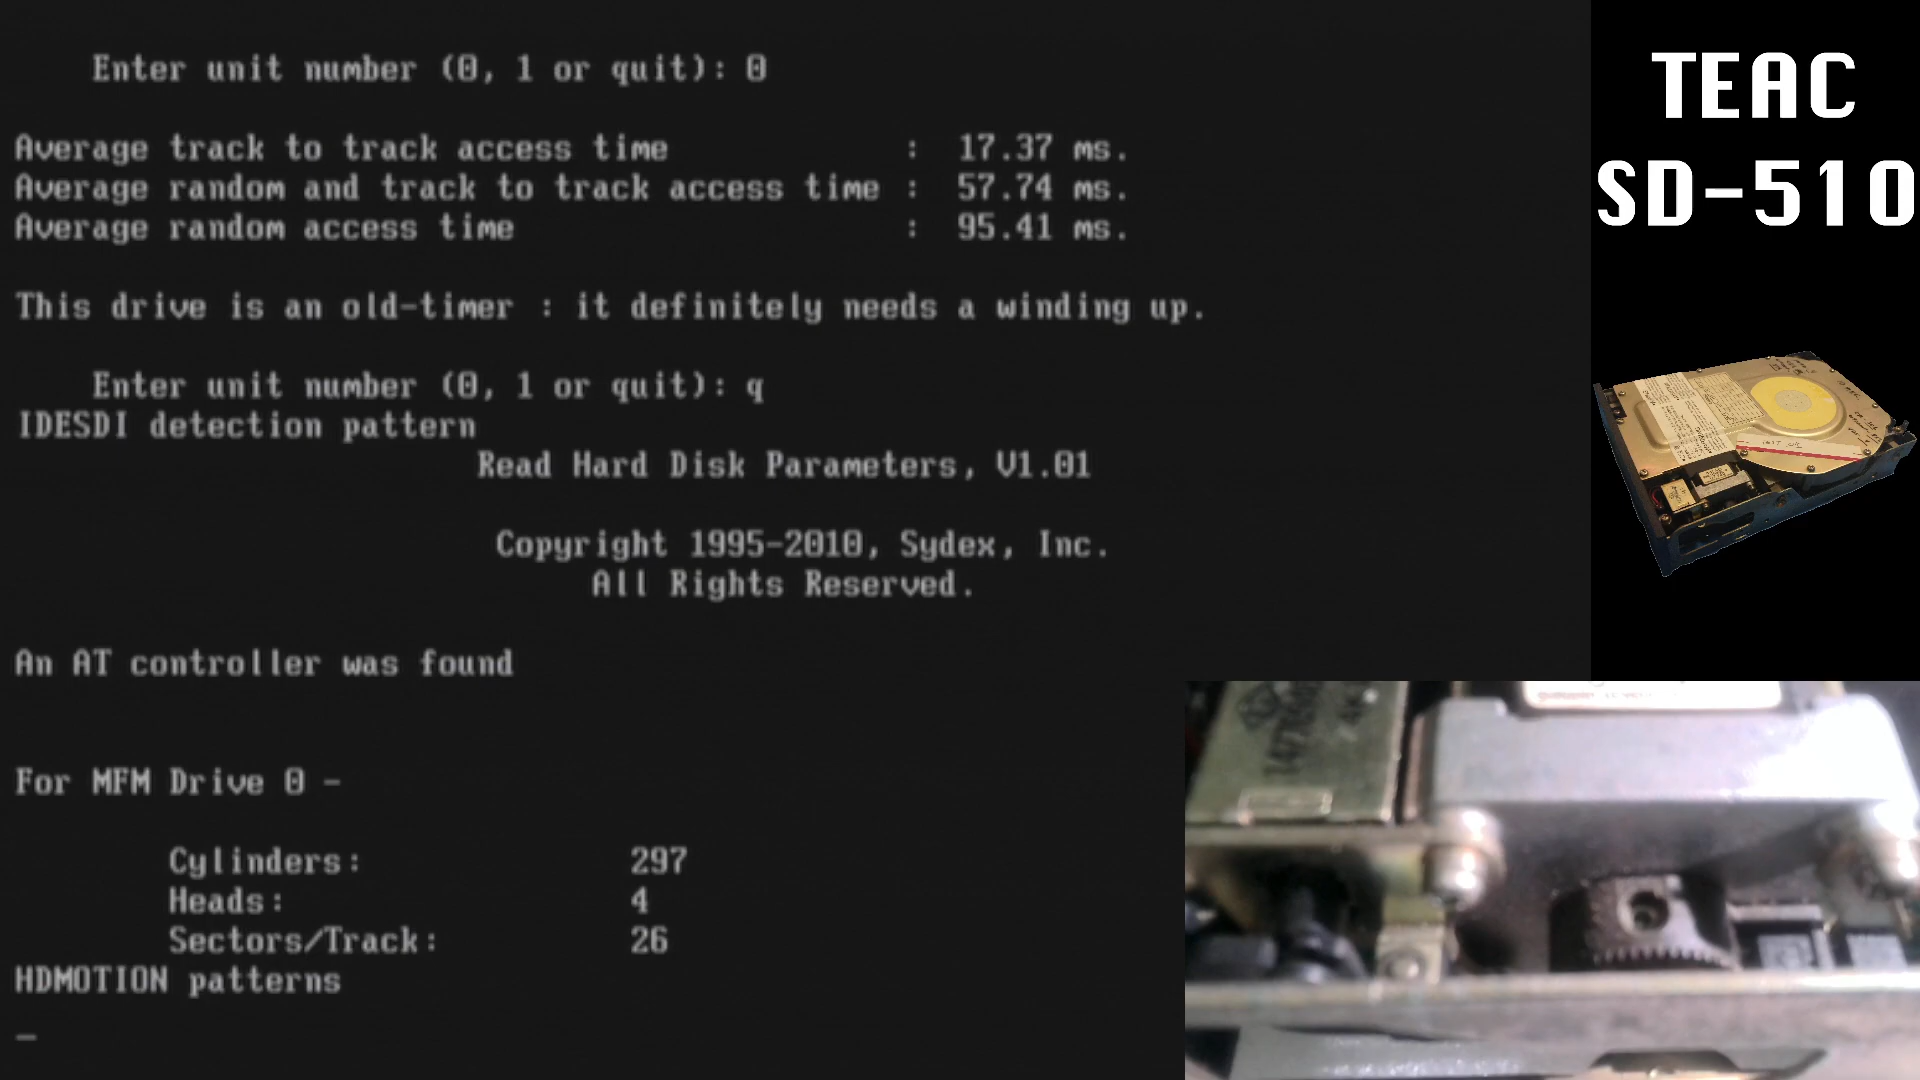 Enter unit number (0, 1 or quit): 0
Average track to track access time : 17.37 ms.
Average random and track to track access time : 57.74 ms.
Average random access time : 95.41 ms.
This drive is an old-timer : it definitely needs a winding up.
Enter unit number (0, 1 or quit): q
IDESDI detection pattern
Read Hard Disk Parameters, V1.01
Copyright 1995-2010, Sydex, Inc.
All Rights Reserved.
An AT controller was found
For MFM Drive 0 -
Cylinders: 297
Heads: 4
Sectors/Track: 26
HDMOTION patterns
_
TEAC
SD-510